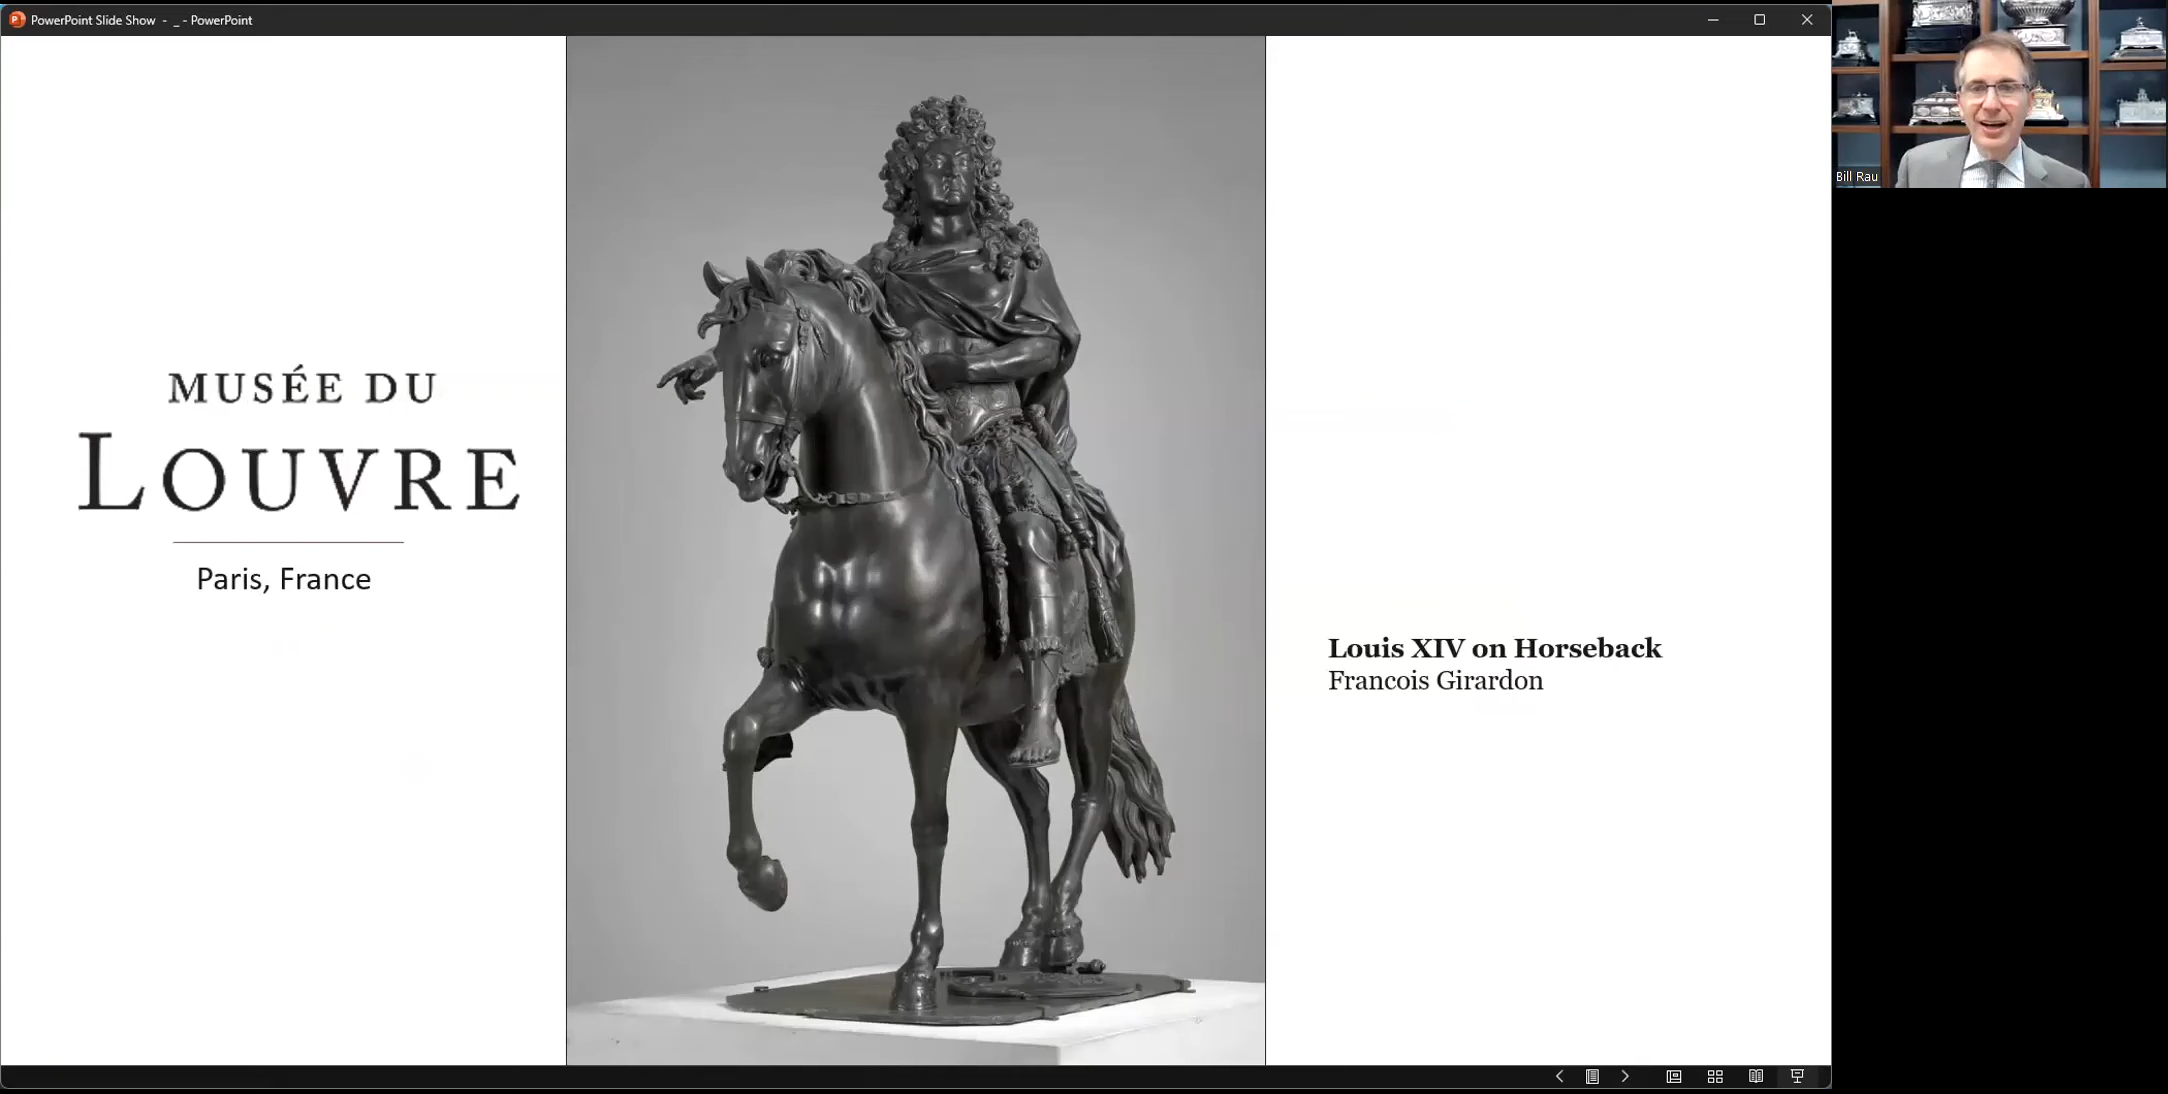 PowerPoint Slide Show - _ - PowerPoint
MUSÉE DU
LOUVRE
Paris, France
Louis XIV on Horseback
Francois Girardon
Bill Rau